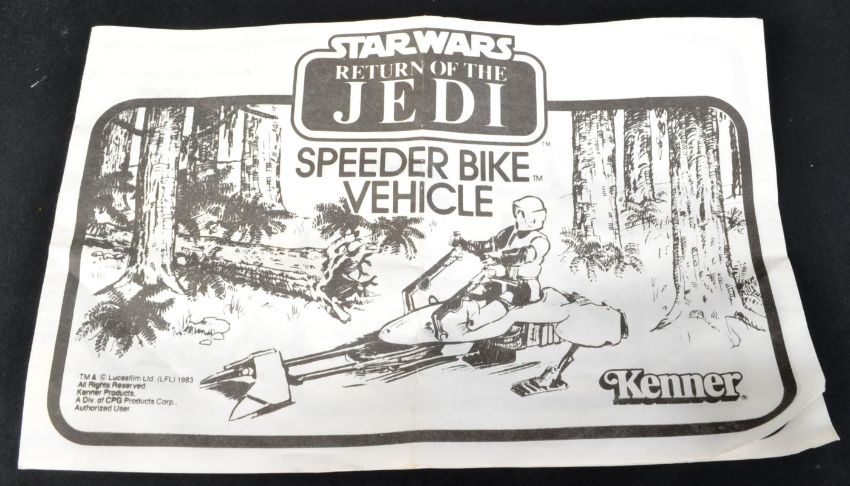 STAR WARS
RETURN OF THE
JEDI
™
SPEEDER BIKE™
VEHICLE
TM & © Lucasfilm Ltd. (LFL) 1983
All Rights Reserved.
Kenner Products,
A Div. of CPG Products Corp.,
Authorized User.
Kenner®